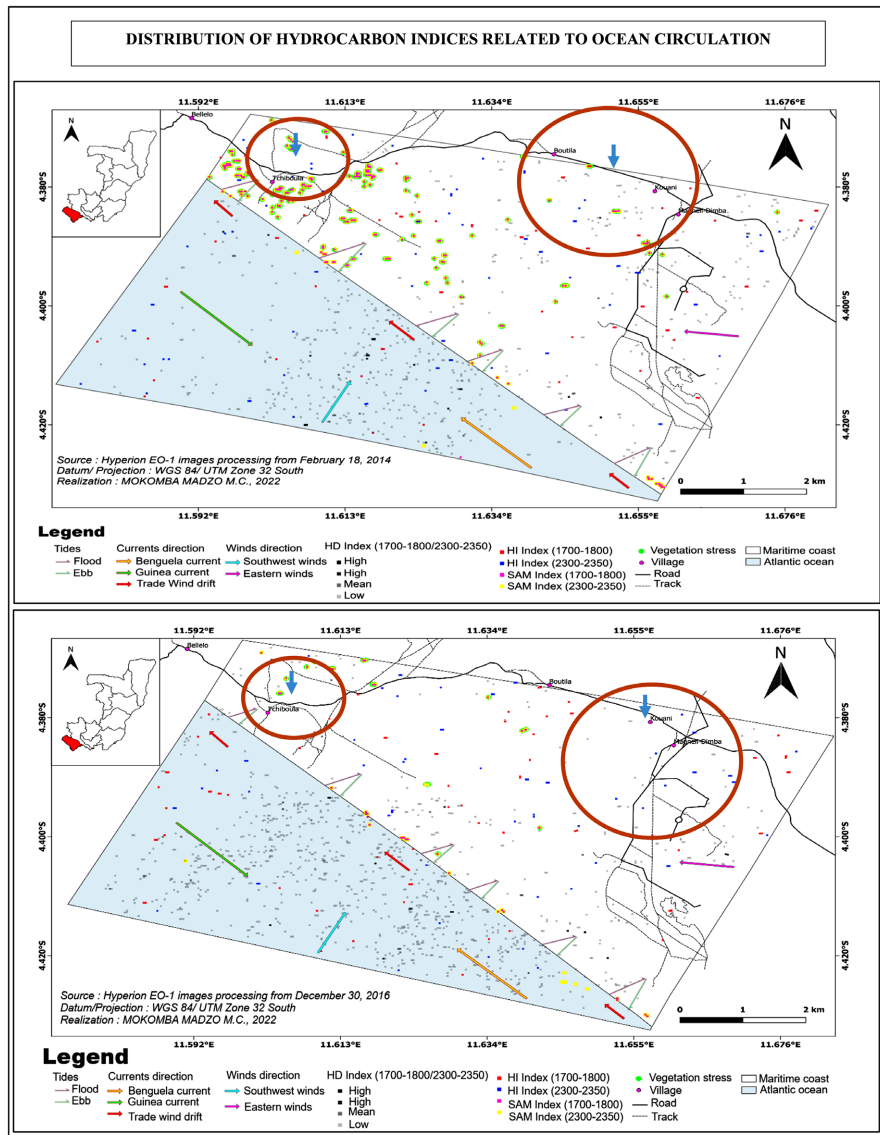 DISTRIBUTION OF HYDROCARBON INDICES RELATED TO OCEAN CIRCULATION
11.592°E 11.613°E 11.634°E 11.655°E 11.676°E
N
Bellelo
Boutila
N
Tchiboula
Kouani
4.380°S 4.380°S
4.400°S 4.400°S
4.420°S 4.420°S
Source : Hyperion EO-1 images processing from February 18, 2014
Datum/ Projection : WGS 84/ UTM Zone 32 South
Realization : MOKOMBA MADZO M.C., 2022
0 1 2 km
11.592°E 11.613°E 11.634°E 11.655°E 11.676°E
Legend
Tides Currents direction Winds direction HD Index (1700-1800/2300-2350)
Flood Benguela current Southwest winds High HI Index (1700-1800) Vegetation stress Maritime coast
Ebb Guinea current Eastern winds High HI Index (2300-2350) Village Atlantic ocean
Trade Wind drift Mean SAM Index (1700-1800) Road
Low SAM Index (2300-2350) Track
11.592°E 11.613°E 11.634°E 11.655°E 11.676°E
N
Bellelo
N
Boutila
Tchiboula
Kouani
4.380°S 4.380°S
4.400°S 4.400°S
4.420°S 4.420°S
Source : Hyperion EO-1 images processing from December 30, 2016
Datum/Projection : WGS 84/ UTM Zone 32 South
Realization : MOKOMBA MADZO M.C., 2022
0 1 2 km
11.592°E 11.613°E 11.634°E 11.655°E 11.676°E
Legend
Tides Currents direction Winds direction HD Index (1700-1800/2300-2350)
Flood Benguela current Southwest winds High HI Index (1700-1800) Vegetation stress Maritime coast
Ebb Guinea current Eastern winds High HI Index (2300-2350) Village Atlantic ocean
Trade wind drift Mean SAM Index (1700-1800) Road
Low SAM Index (2300-2350) Track